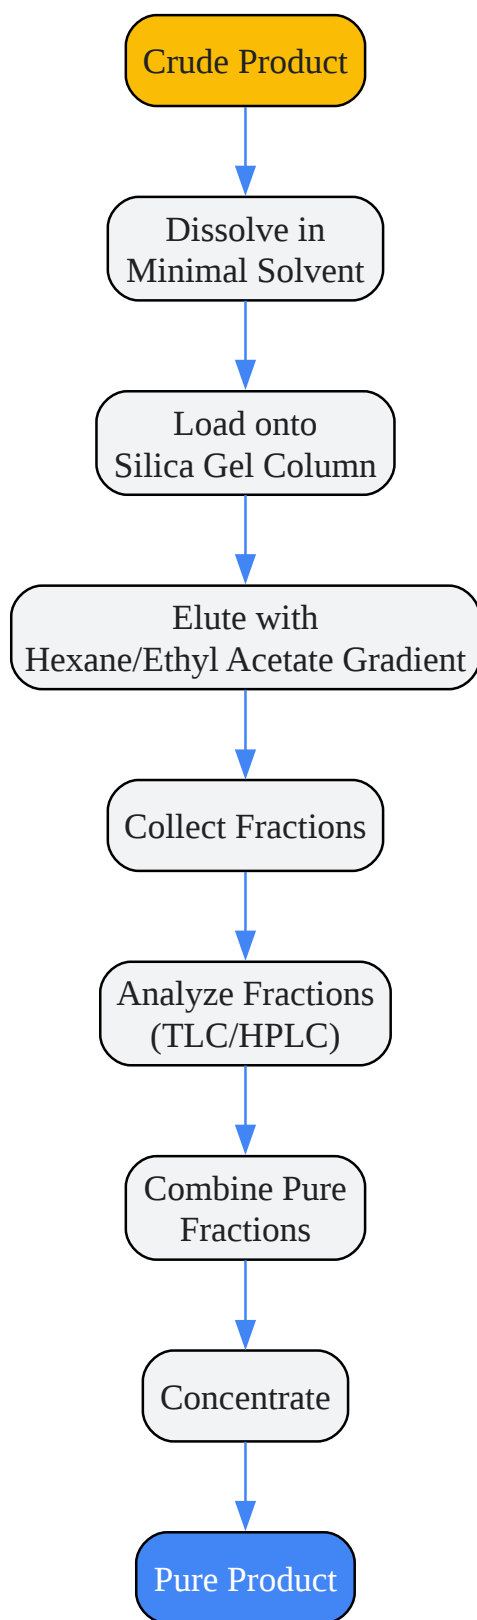 Crude Product
Dissolve in
Minimal Solvent
Load onto
Silica Gel Column
Elute with
Hexane/Ethyl Acetate Gradient
Collect Fractions
Analyze Fractions
(TLC/HPLC)
Combine Pure
Fractions
Concentrate
Pure Product